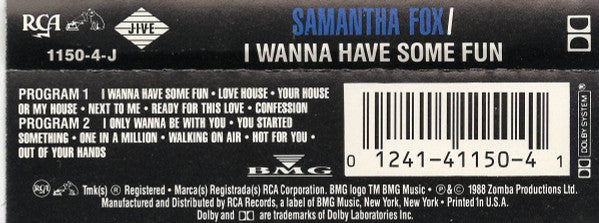 RCA JIVE SAMANTHA FOX/
1150-4-J I WANNA HAVE SOME FUN
PROGRAM 1 I WANNA HAVE SOME FUN • LOVE HOUSE • YOUR HOUSE
OR MY HOUSE • NEXT TO ME • READY FOR THIS LOVE • CONFESSION
PROGRAM 2 I ONLY WANNA BE WITH YOU • YOU STARTED
SOMETHING • ONE IN A MILLION • WALKING ON AIR • HOT FOR YOU •
OUT OF YOUR HANDS
BMG
0 1241-41150-4 1
DOLBY SYSTEM®
RCA Tmk(s) ® Registered • Marca(s) Registrada(s) RCA Corporation. BMG logo TM BMG Music • ℗ & © 1988 Zomba Productions Ltd.
Manufactured and Distributed by RCA Records, a label of BMG Music, New York, New York • Printed in U.S.A.
Dolby and are trademarks of Dolby Laboratories Inc.